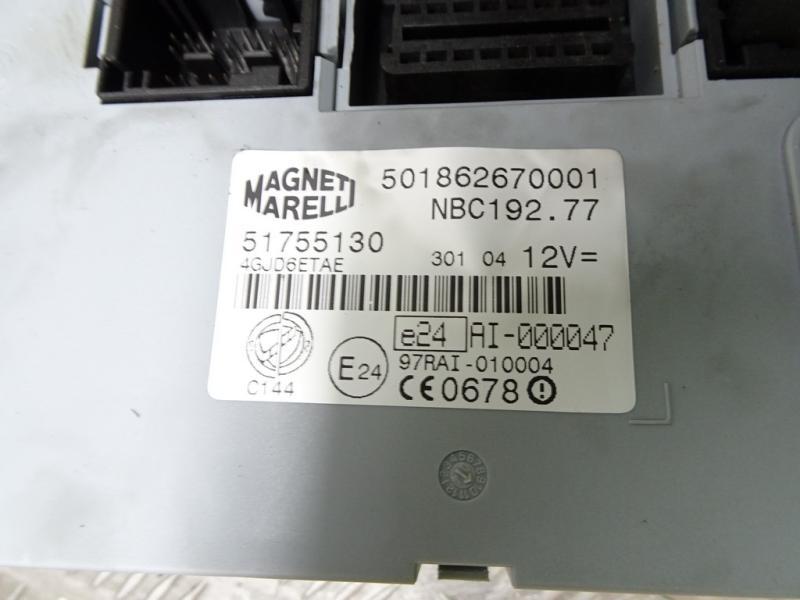 MAGNETI MARELLI
501862670001
NBC192.77
51755130
301 04 12V=
4GJD6ETAE
e24 AI-000047
97RAI-010004
E24
C144
CE0678